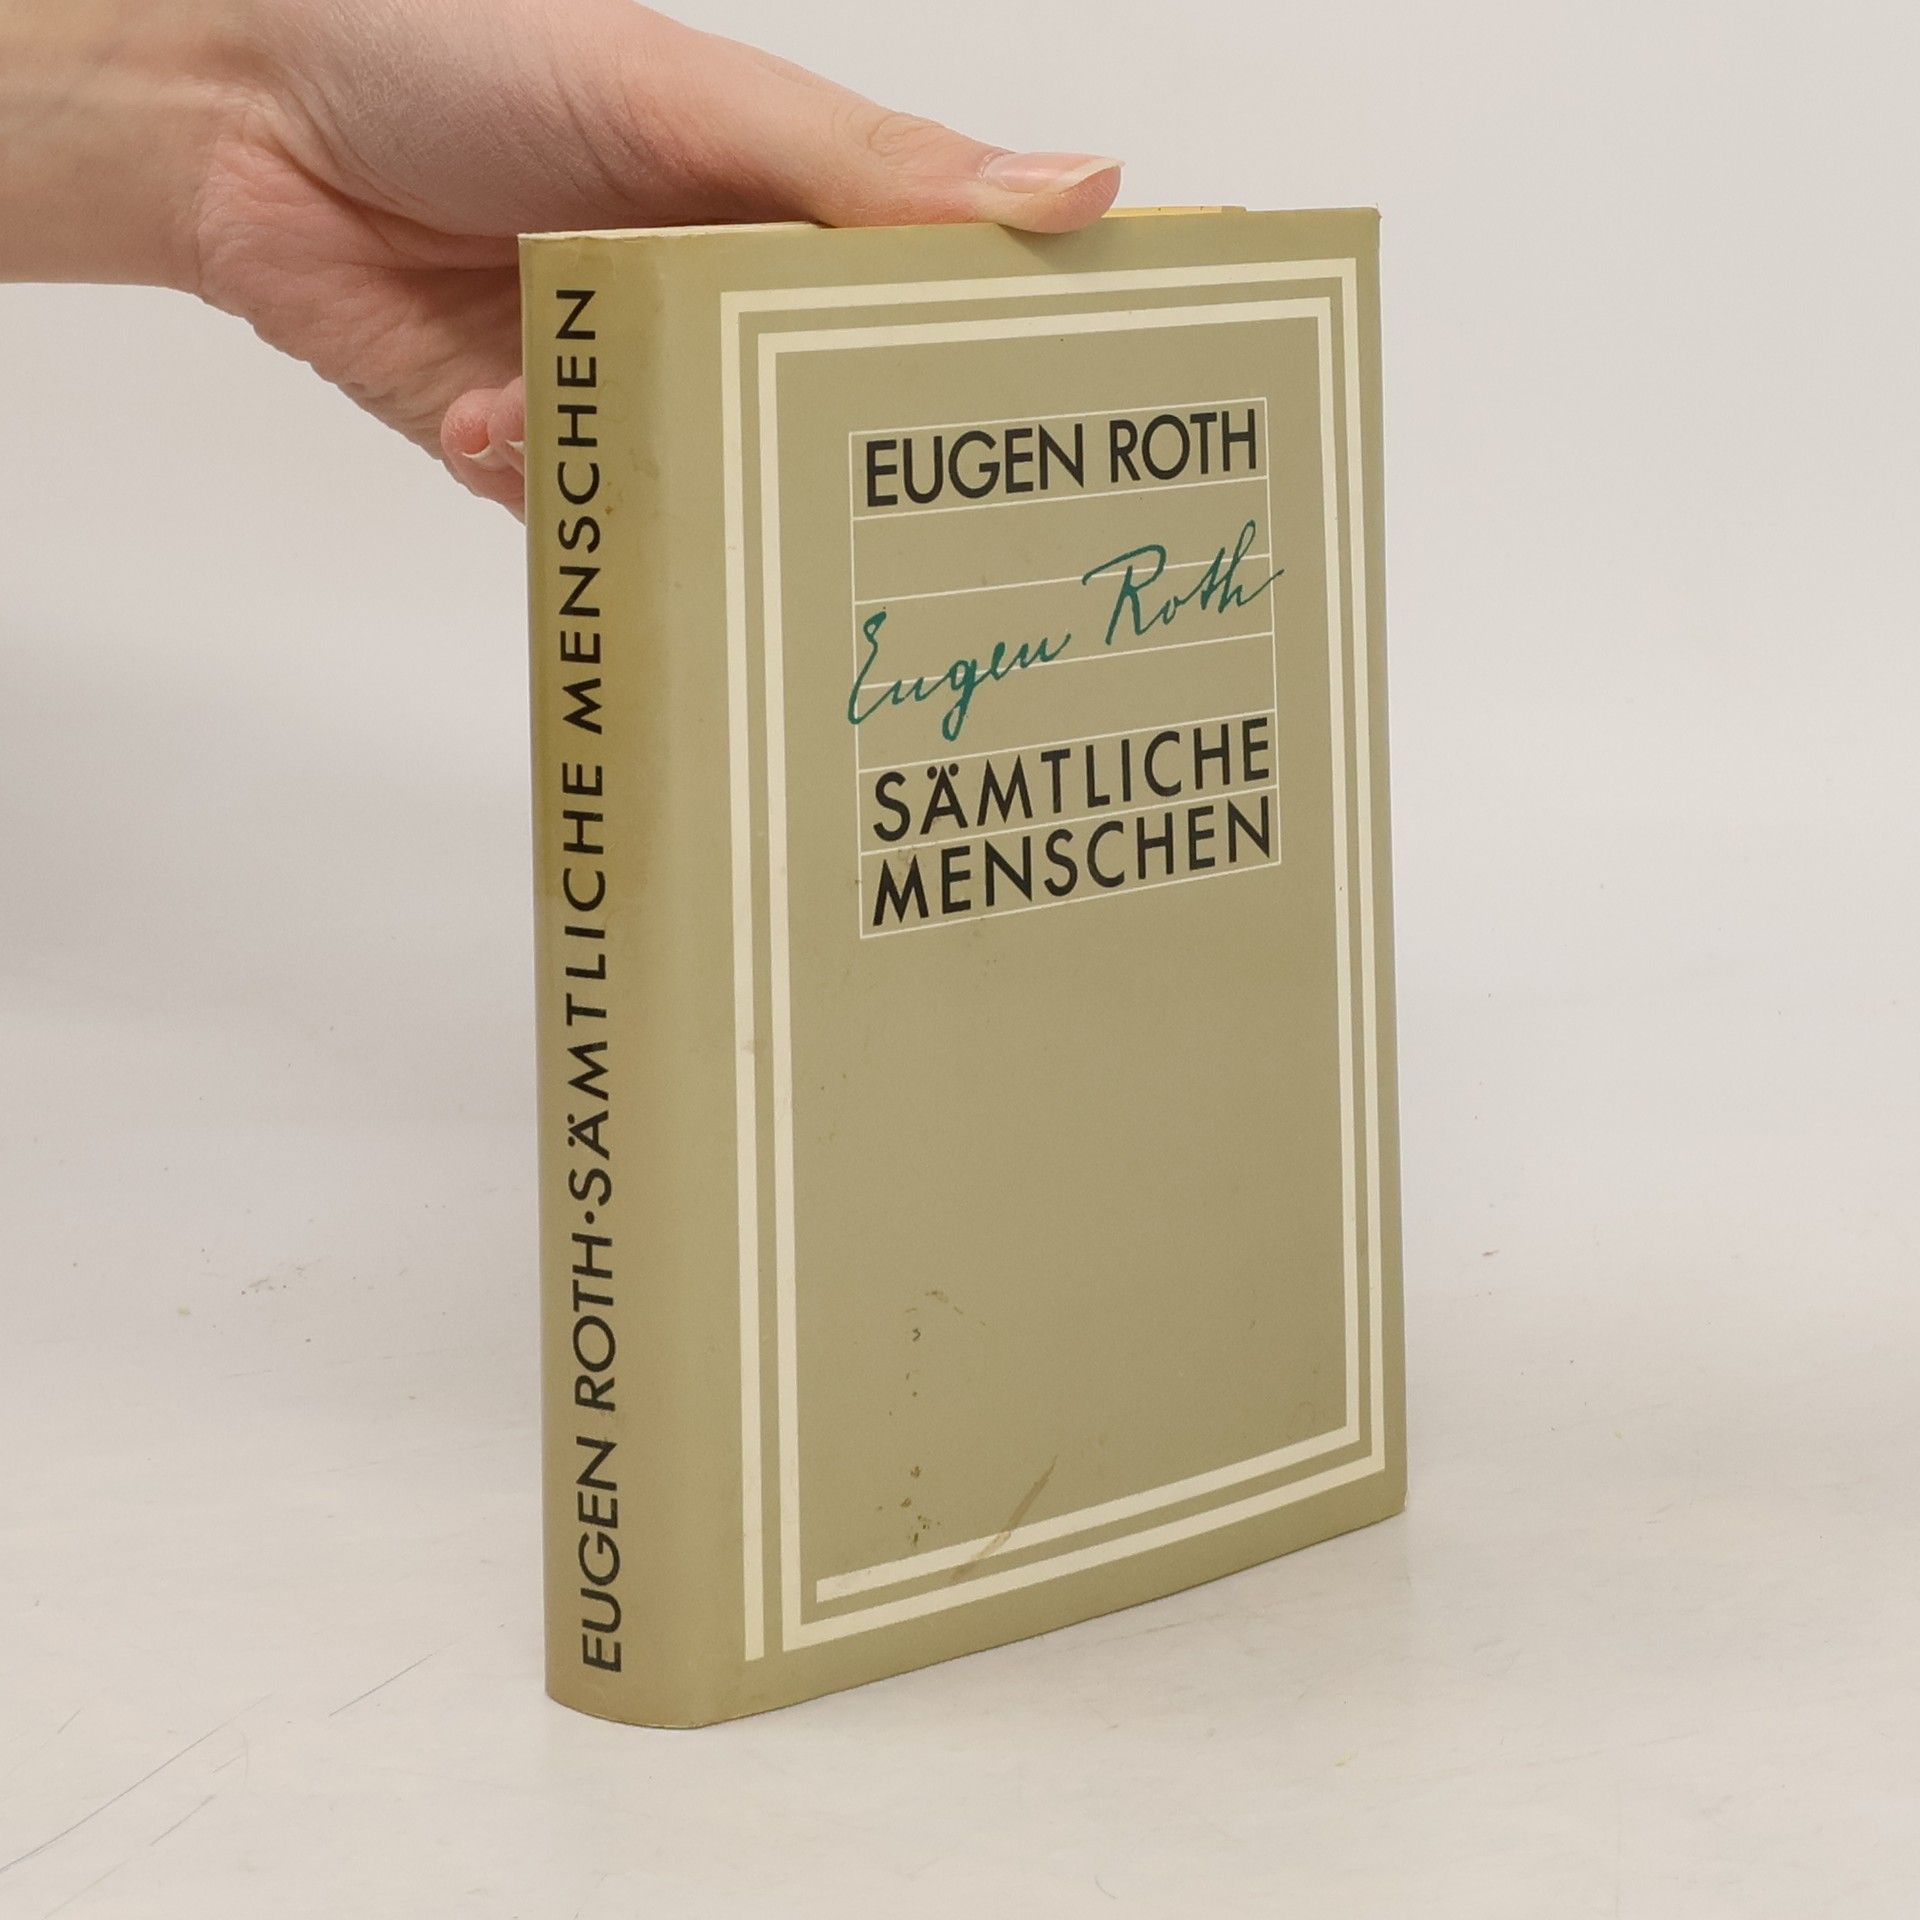 EUGEN ROTH·SÄMTLICHE MENSCHEN
EUGEN ROTH
Eugen Roth
SÄMTLICHE
MENSCHEN